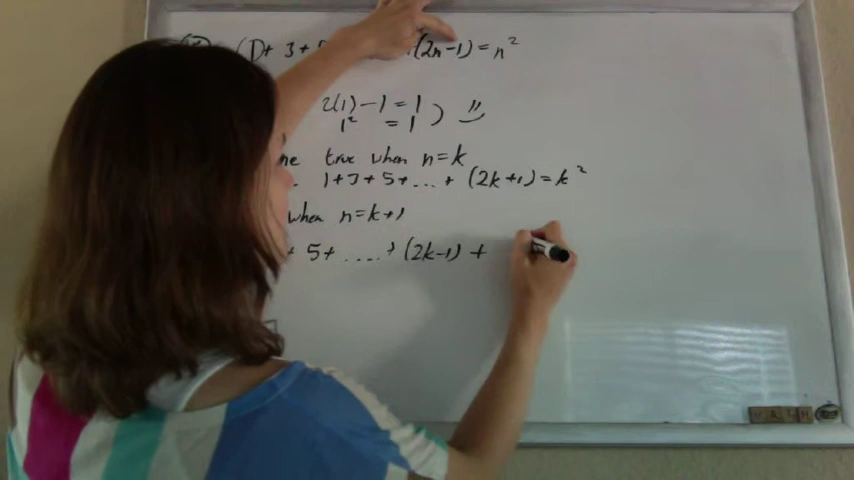 (1)+ 3 + (2n-1) = n²
2(1)-1 = 1
1² = 1
true when n=k
1+3+5+...+ (2k+1) = k²
when n=k+1
+ 5+ ....+ (2k-1) +
MATH